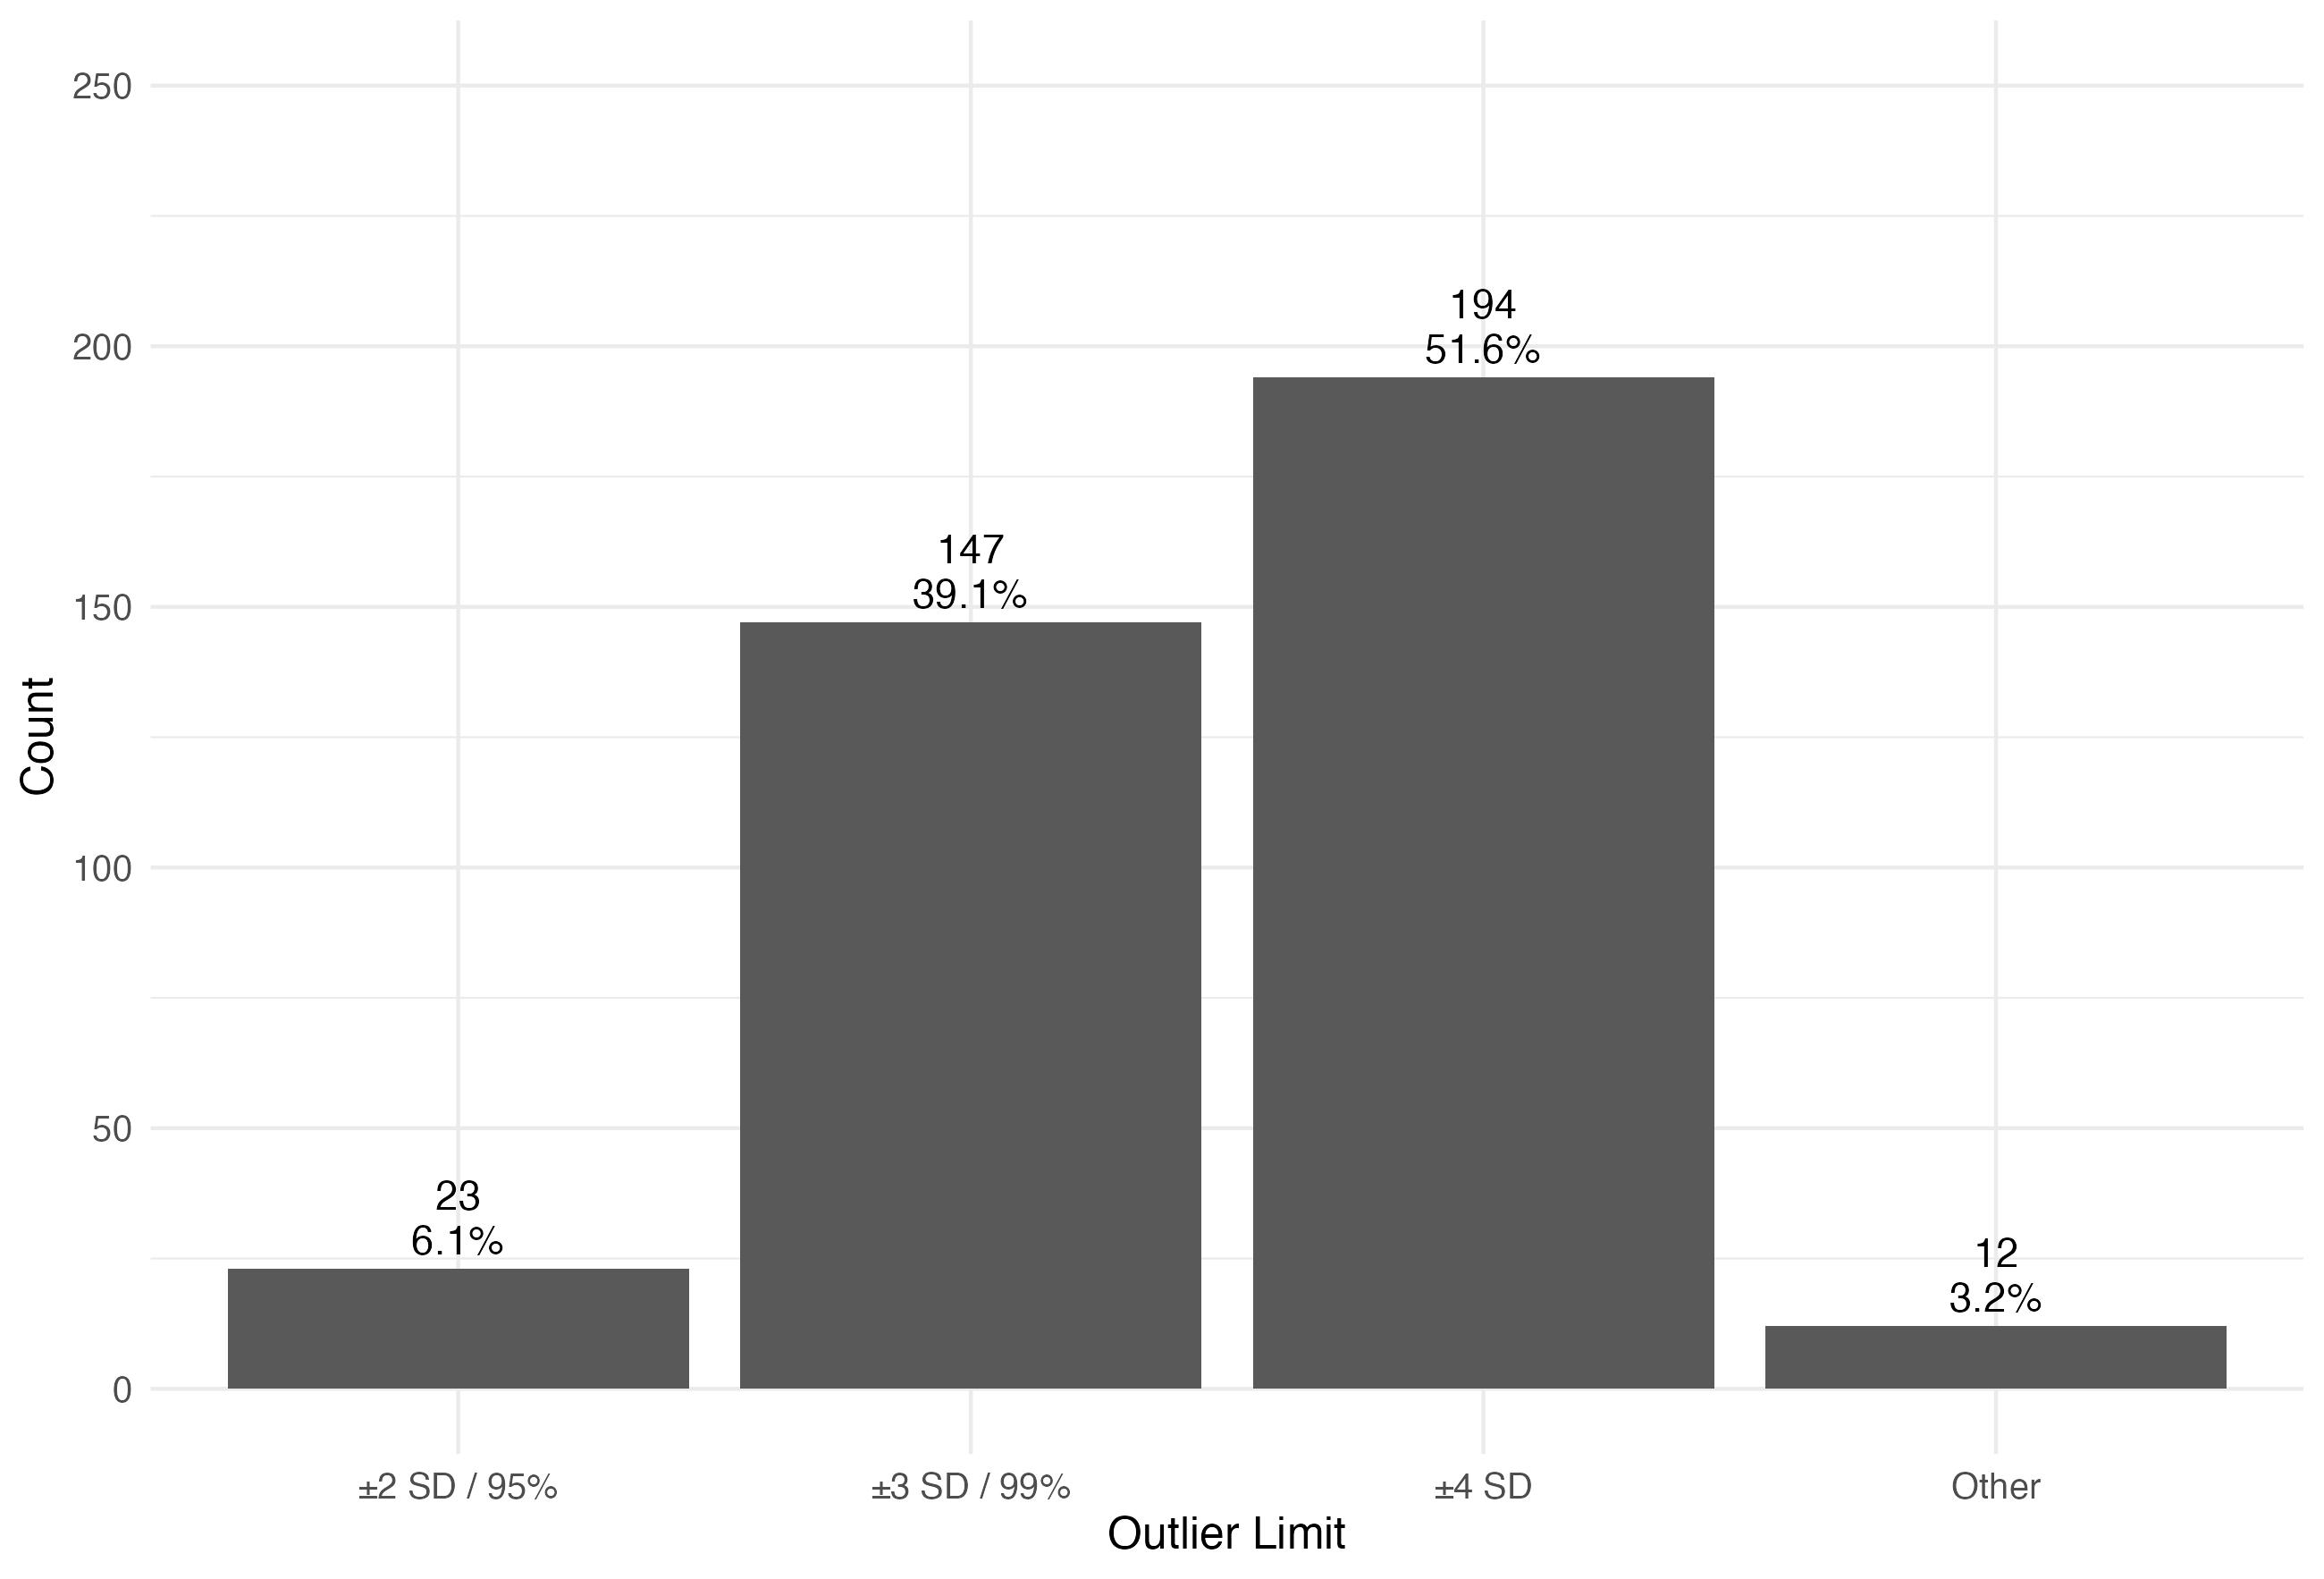 250
200
150
100
50
0
Count
23
6.1%
147
39.1%
194
51.6%
12
3.2%
±2 SD / 95%
±3 SD / 99%
±4 SD
Other
Outlier Limit